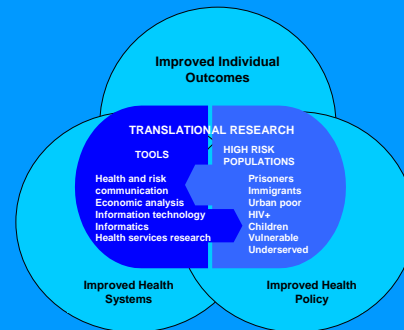 Improved Individual
Outcomes
TRANSLATIONAL RESEARCH
TOOLS
Health and risk
communication
Economic analysis
Information technology
Informatics
Health services research
HIGH RISK
POPULATIONS
Prisoners
Immigrants
Urban poor
HIV+
Children
Vulnerable
Underserved
Improved Health
Systems
Improved Health
Policy